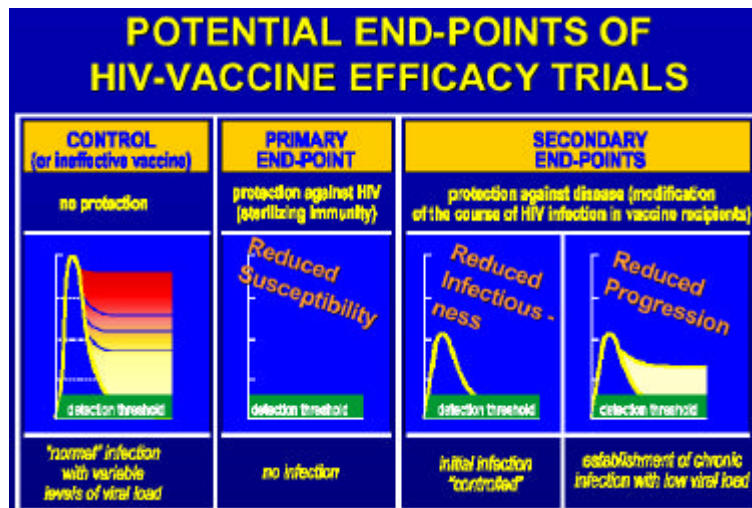 POTENTIAL END-POINTS OF
HIV-VACCINE EFFICACY TRIALS
CONTROL
(or ineffective vaccine)
PRIMARY
END-POINT
SECONDARY
END-POINTS
no protection
protection against HIV
(sterilizing immunity)
protection against disease (modification
of the course of HIV infection in vaccine recipients)
detection threshold
Reduced
Susceptibility
detection threshold
Reduced
Infectious -
ness
detection threshold
Reduced
Progression
detection threshold
"normal" infection
with variable
levels of viral load
no infection
initial infection
"controlled"
establishment of chronic
infection with low viral load